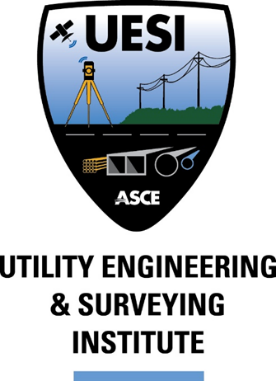 UESI
ASCE
UTILITY ENGINEERING
& SURVEYING
INSTITUTE